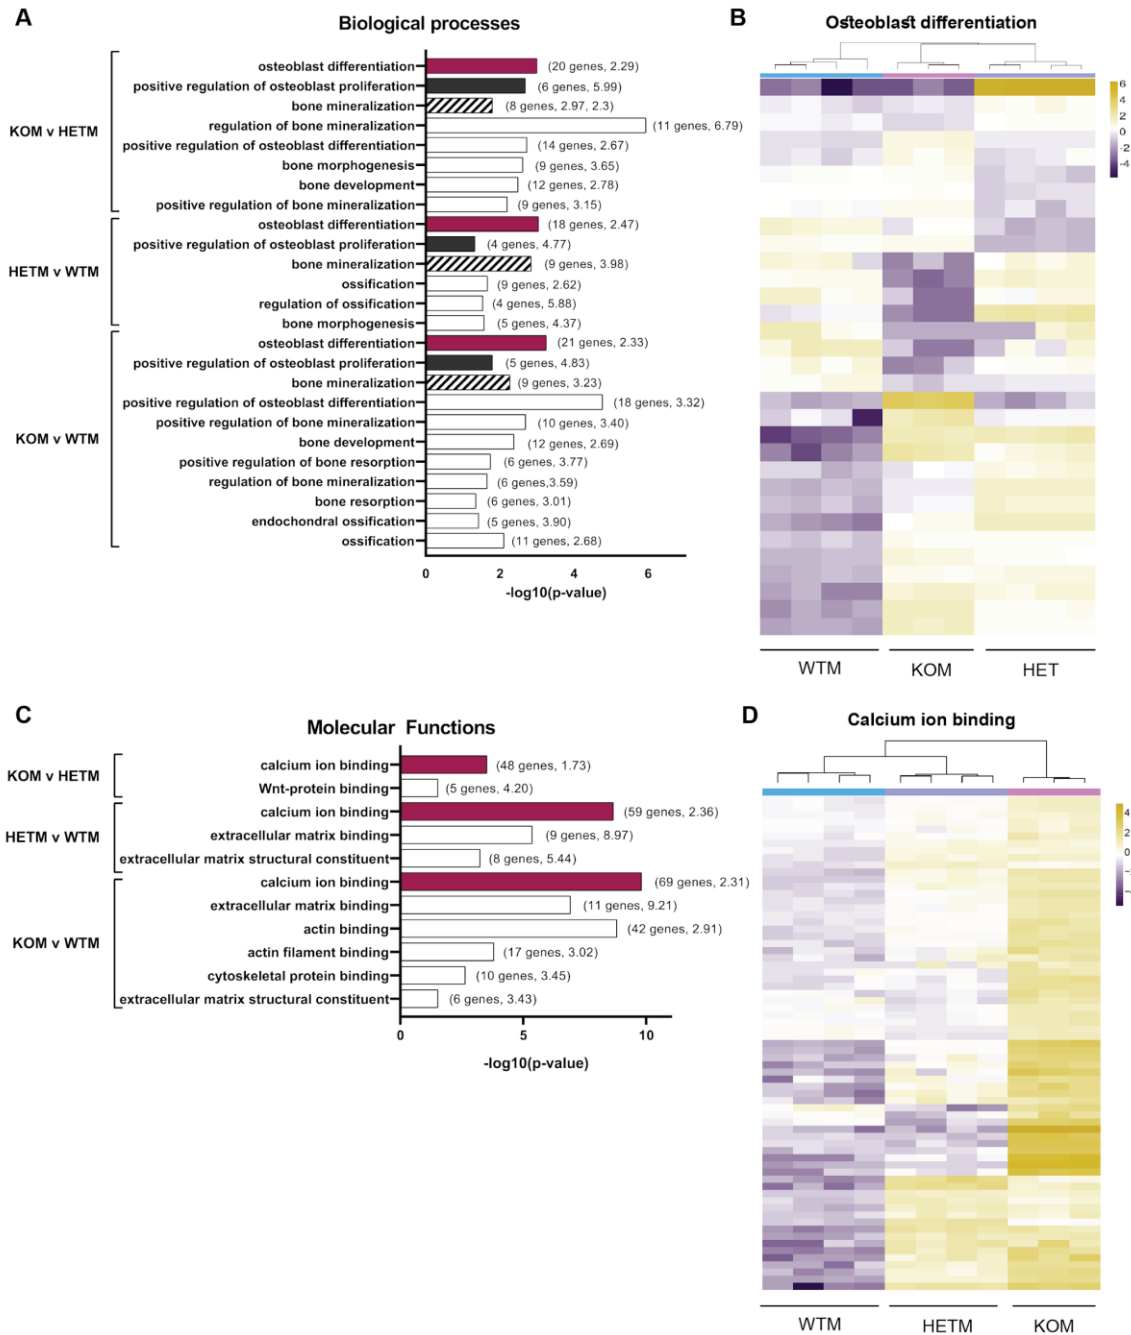 A
Biological processes
KOM v HETM
osteoblast differentiation (20 genes, 2.29)
positive regulation of osteoblast proliferation (6 genes, 5.99)
bone mineralization (8 genes, 2.97, 2.3)
regulation of bone mineralization (11 genes, 6.79)
positive regulation of osteoblast differentiation (14 genes, 2.67)
bone morphogenesis (9 genes, 3.65)
bone development (12 genes, 2.78)
positive regulation of bone mineralization (9 genes, 3.15)
HETM v WTM
osteoblast differentiation (18 genes, 2.47)
positive regulation of osteoblast proliferation (4 genes, 4.77)
bone mineralization (9 genes, 3.98)
ossification (9 genes, 2.62)
regulation of ossification (4 genes, 5.88)
bone morphogenesis (5 genes, 4.37)
KOM v WTM
osteoblast differentiation (21 genes, 2.33)
positive regulation of osteoblast proliferation (5 genes, 4.83)
bone mineralization (9 genes, 3.23)
positive regulation of osteoblast differentiation (18 genes, 3.32)
positive regulation of bone mineralization (10 genes, 3.40)
bone development (12 genes, 2.69)
positive regulation of bone resorption (6 genes, 3.77)
regulation of bone mineralization (6 genes,3.59)
bone resorption (6 genes, 3.01)
endochondral ossification (5 genes, 3.90)
ossification (11 genes, 2.68)
0 2 4 6
-log10(p-value)
B
Osteoblast differentiation
6
4
2
0
-2
-4
WTM KOM HET
C
Molecular Functions
KOM v HETM
calcium ion binding (48 genes, 1.73)
Wnt-protein binding (5 genes, 4.20)
HETM v WTM
calcium ion binding (59 genes, 2.36)
extracellular matrix binding (9 genes, 8.97)
extracellular matrix structural constituent (8 genes, 5.44)
KOM v WTM
calcium ion binding (69 genes, 2.31)
extracellular matrix binding (11 genes, 9.21)
actin binding (42 genes, 2.91)
actin filament binding (17 genes, 3.02)
cytoskeletal protein binding (10 genes, 3.45)
extracellular matrix structural constituent (6 genes, 3.43)
0 5 10
-log10(p-value)
D
Calcium ion binding
4
2
0
WTM HETM KOM